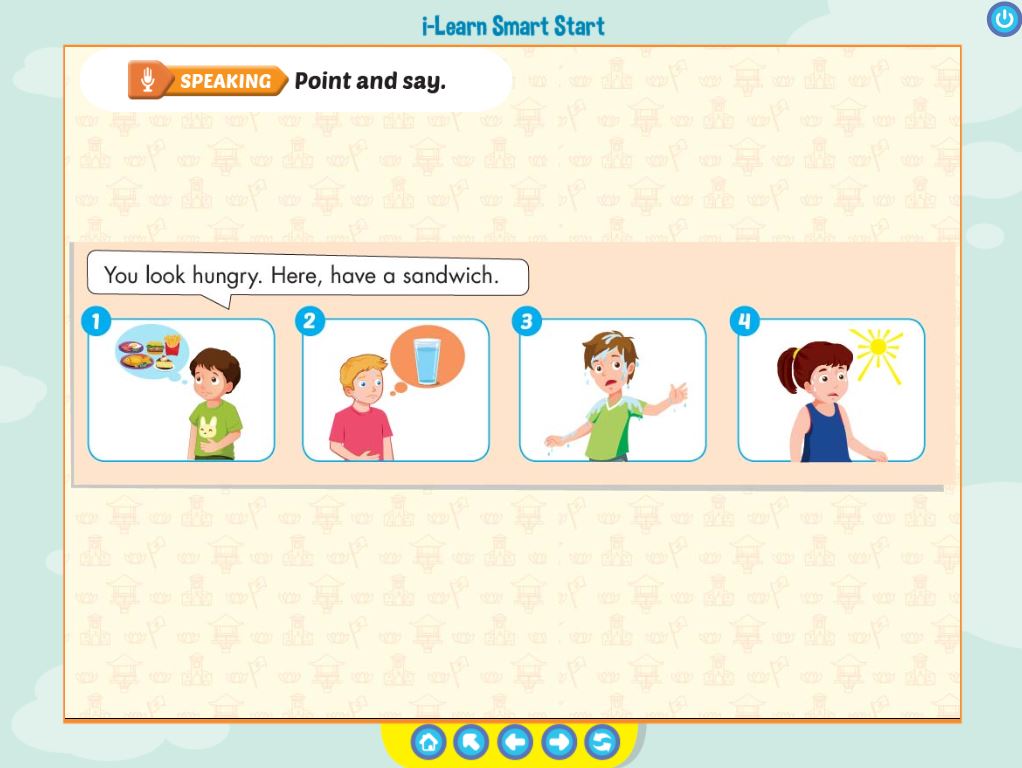 i-Learn Smart Start
SPEAKING Point and say.
You look hungry. Here, have a sandwich.
1 2 3 4